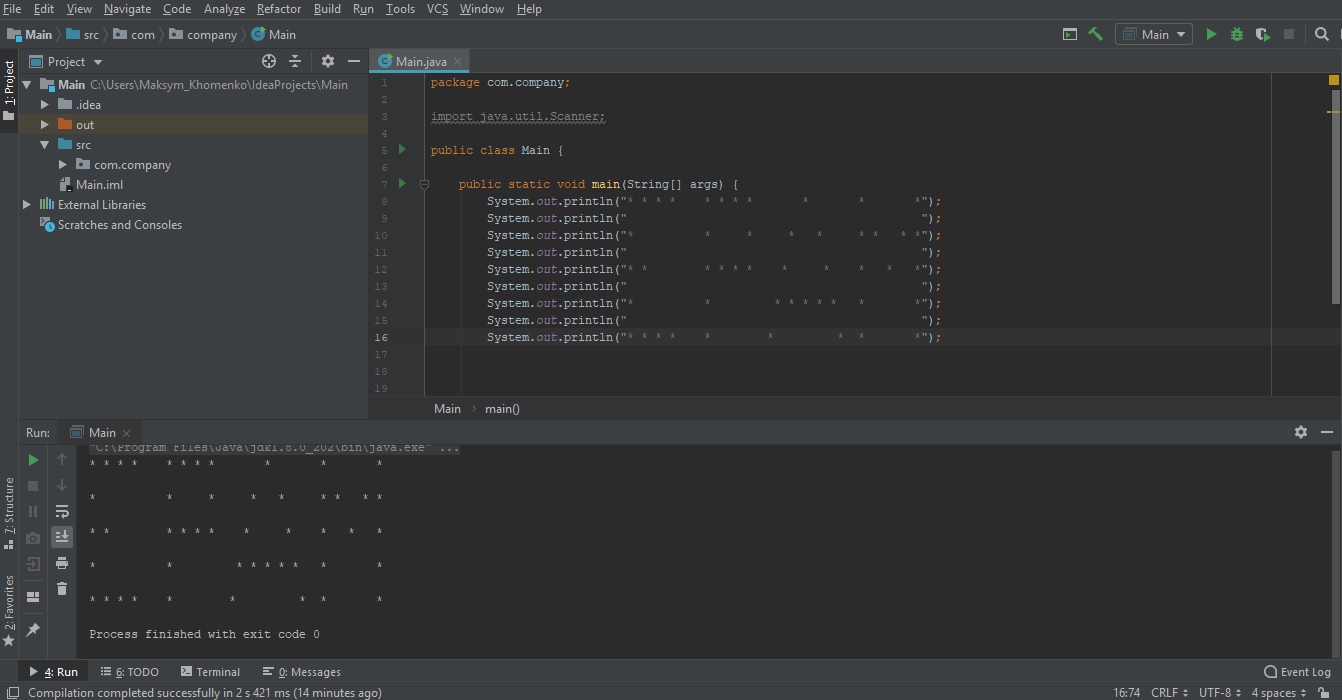 File Edit View Navigate Code Analyze Refactor Build Run Tools VCS Window Help
Main src com company Main
Main
Project
Main.java
1: Project
Main C:\Users\Maksym_Khomenko\IdeaProjects\Main
.idea
out
src
com.company
Main.iml
External Libraries
Scratches and Consoles
1 package com.company;
2
3 import java.util.Scanner;
4
5 public class Main {
6
7 public static void main(String[] args) {
8 System.out.println("* * * *    * * * *       *       *       *");
9 System.out.println("                                          ");
10 System.out.println("*          *     *     *   *     * *   * *");
11 System.out.println("                                          ");
12 System.out.println("* *        * * * *    *     *    *   *   *");
13 System.out.println("                                          ");
14 System.out.println("*          *         * * * * *   *       *");
15 System.out.println("                                          ");
16 System.out.println("* * * *    *        *         * *       *");
17
18
19
Main main()
Run: Main
"C:\Program Files\Java\jdk1.8.0_202\bin\java.exe" ...
* * * *    * * * *       *       *       *
*          *     *     *   *     * *   * *
* *        * * * *    *     *    *   *   *
*          *         * * * * *   *       *
* * * *    *        *         * *       *
Process finished with exit code 0
7: Structure
2: Favorites
4: Run 6: TODO Terminal 0: Messages Event Log
Compilation completed successfully in 2 s 421 ms (14 minutes ago) 16:74 CRLF UTF-8 4 spaces